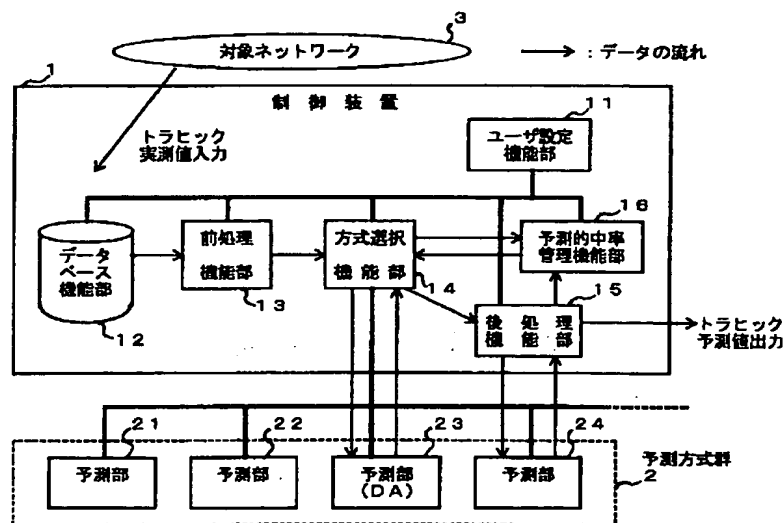 3
対象ネットワーク
→ :データの流れ
1
制御装置
11
トラヒック
実測値入力
ユーザ設定
機能部
16
データ
ベース
機能部
前処理
機能部
方式選択
機能部
予測的中率
管理機能部
12
13
14
15
後処理
機能部
トラヒック
予測値出力
21
22
23
24
予測部
予測部
予測部
(DA)
予測部
予測方式群
2